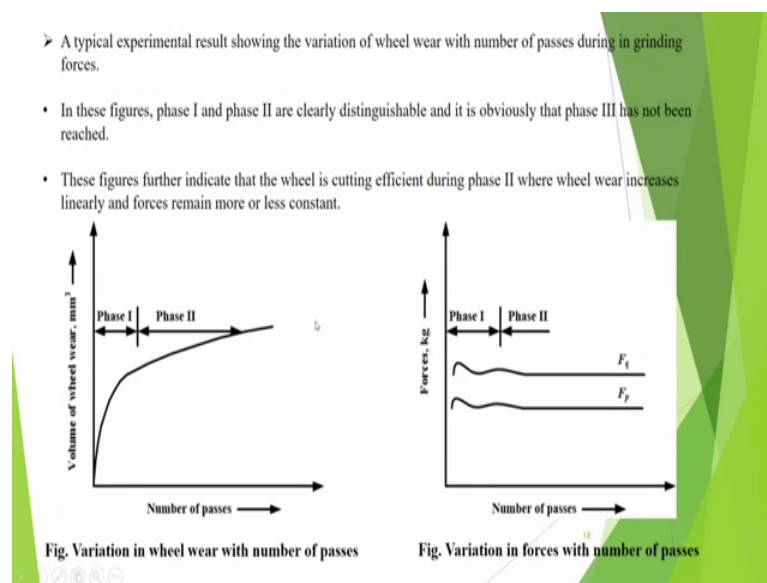 ➤ A typical experimental result showing the variation of wheel wear with number of passes during in grinding
forces.
• In these figures, phase I and phase II are clearly distinguishable and it is obviously that phase III has not been
reached.
• These figures further indicate that the wheel is cutting efficient during phase II where wheel wear increases
linearly and forces remain more or less constant.
Volume of wheel wear, mm³
Phase I
Phase II
Number of passes
Fig. Variation in wheel wear with number of passes
Forces, kg
Phase I
Phase II
Fq
Fp
Number of passes
18
Fig. Variation in forces with number of passes